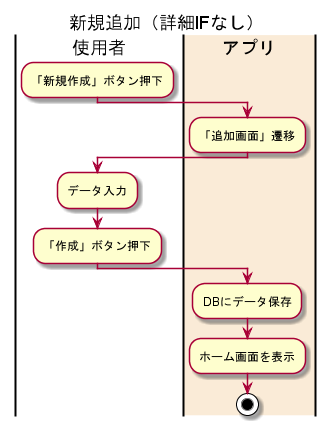 新規追加（詳細IFなし）
使用者
アプリ
「新規作成」ボタン押下
「追加画面」遷移
データ入力
「作成」ボタン押下
DBにデータ保存
ホーム画面を表示